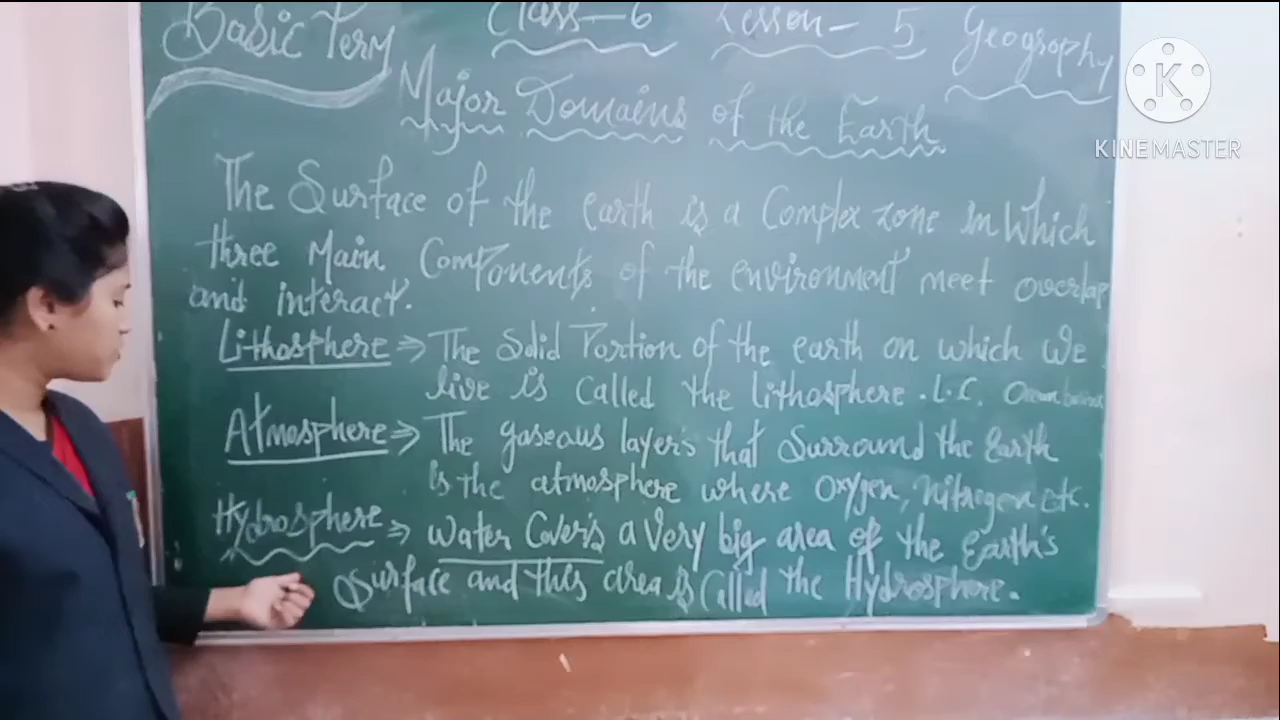 Basic Term Class-6 Lesson-5 Geography
Major Domains of the Earth
The Surface of the earth is a Complex zone in Which
three Main Components of the environment meet overlap
and interact.
Lithosphere ⇒ The Solid Portion of the earth on which We
live is Called the lithosphere. L.C.
Atmosphere ⇒ The gaseous layers that Surround the Earth
Is the atmosphere where oxygen, nitrogen etc.
Hydrosphere ⇒ Water Covers a Very big area of the Earth's
Surface and this area is Called the Hydrosphere.
K
KINEMASTER